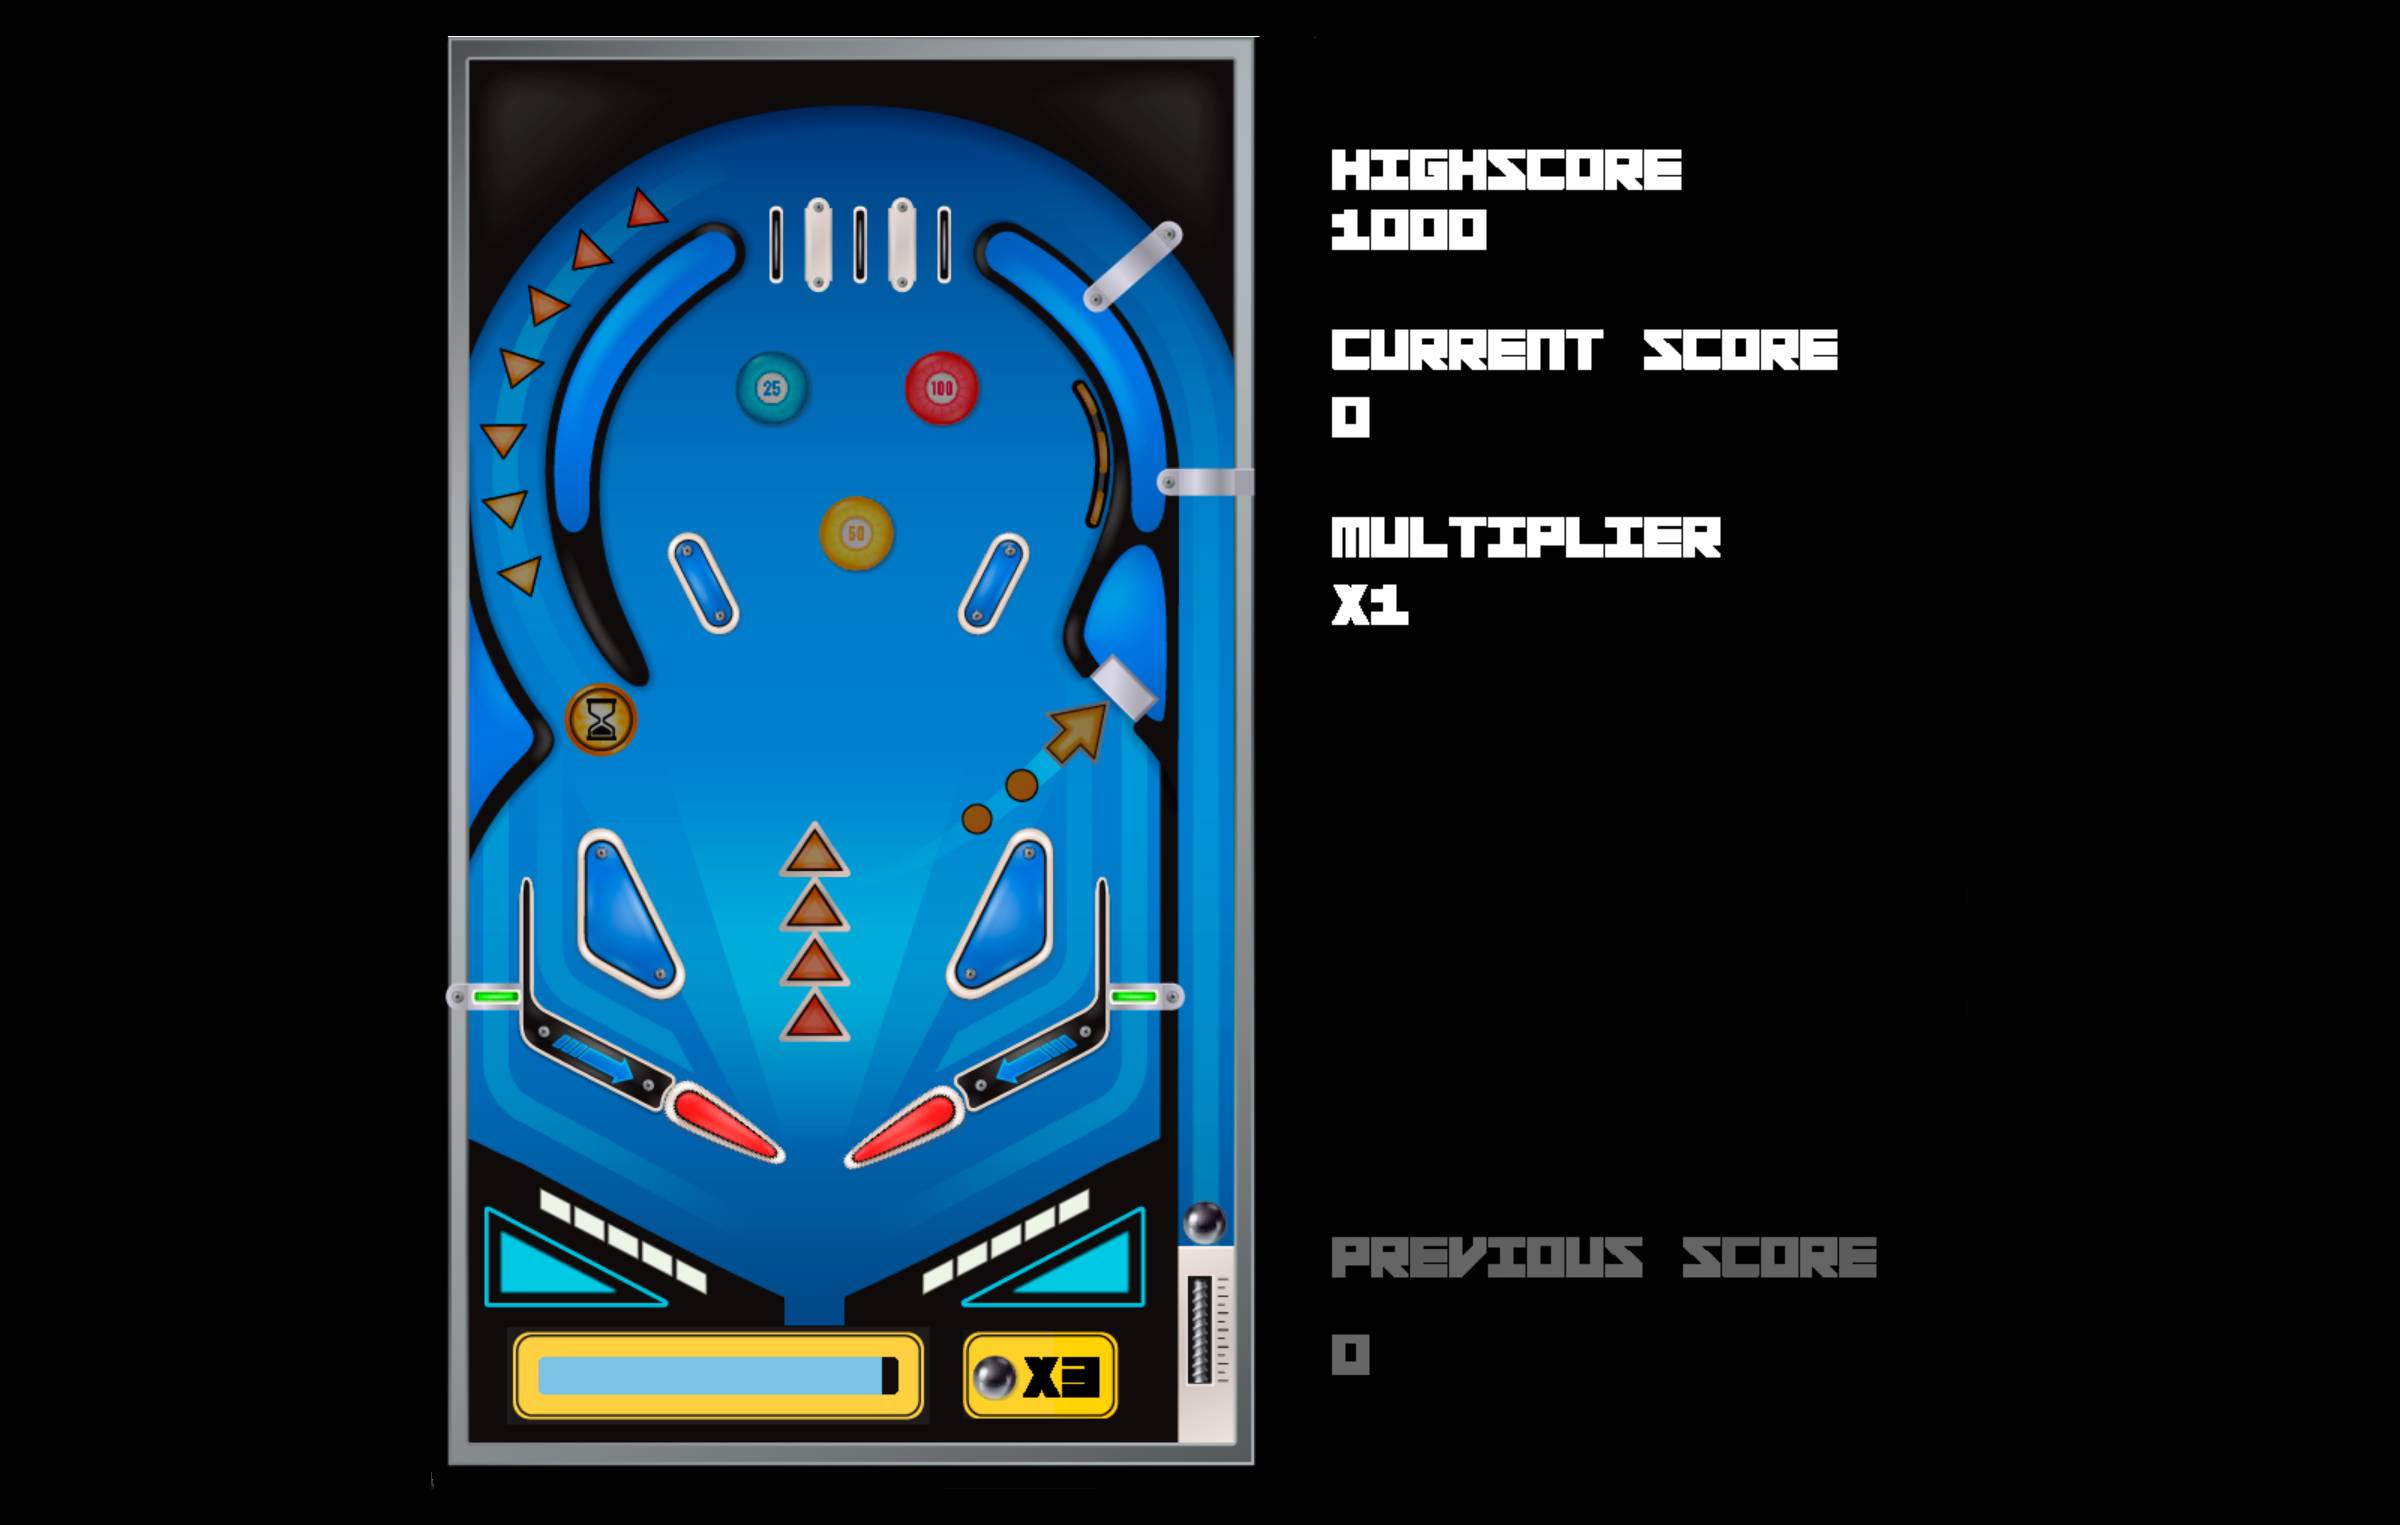 HIGHSCORE
1000
CURRENT SCORE
0
MULTIPLIER
X1
25
100
50
PREVIOUS SCORE
0
X3